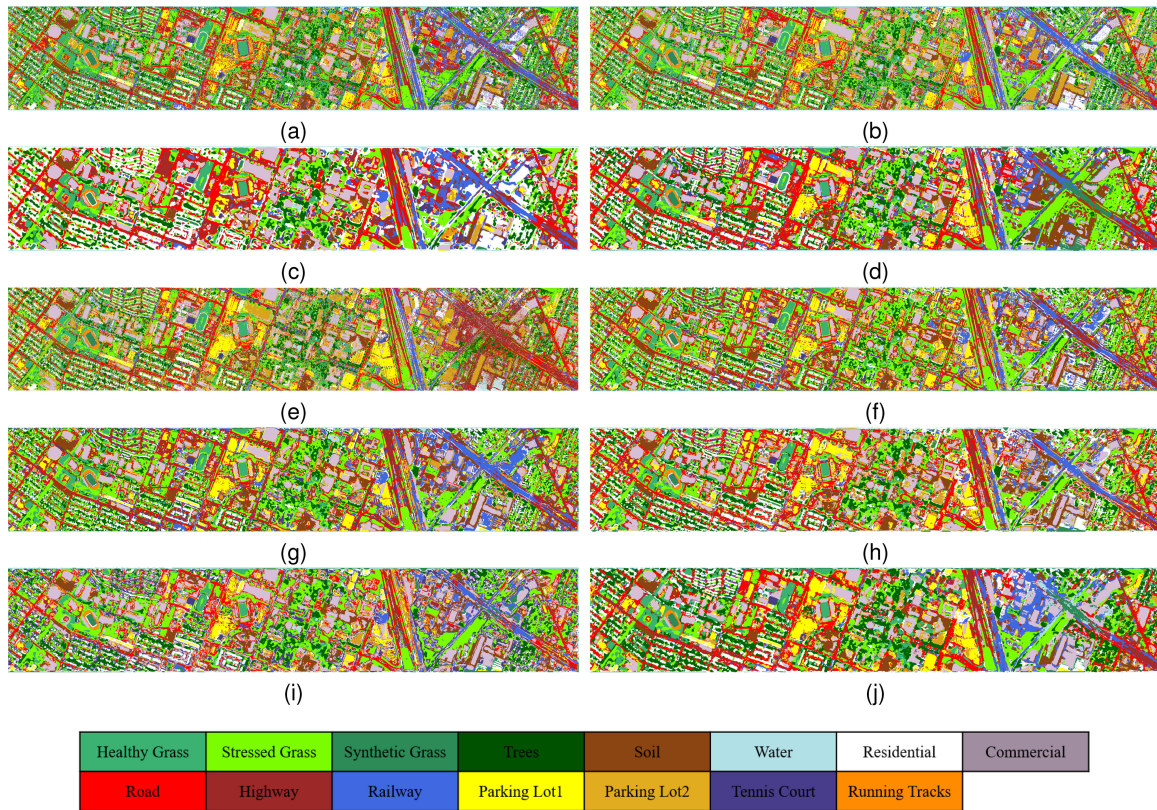 (a) (b)
(c) (d)
(e) (f)
(g) (h)
(i) (j)
Healthy Grass Stressed Grass Synthetic Grass Trees Soil Water Residential Commercial
Road Highway Railway Parking Lot1 Parking Lot2 Tennis Court Running Tracks